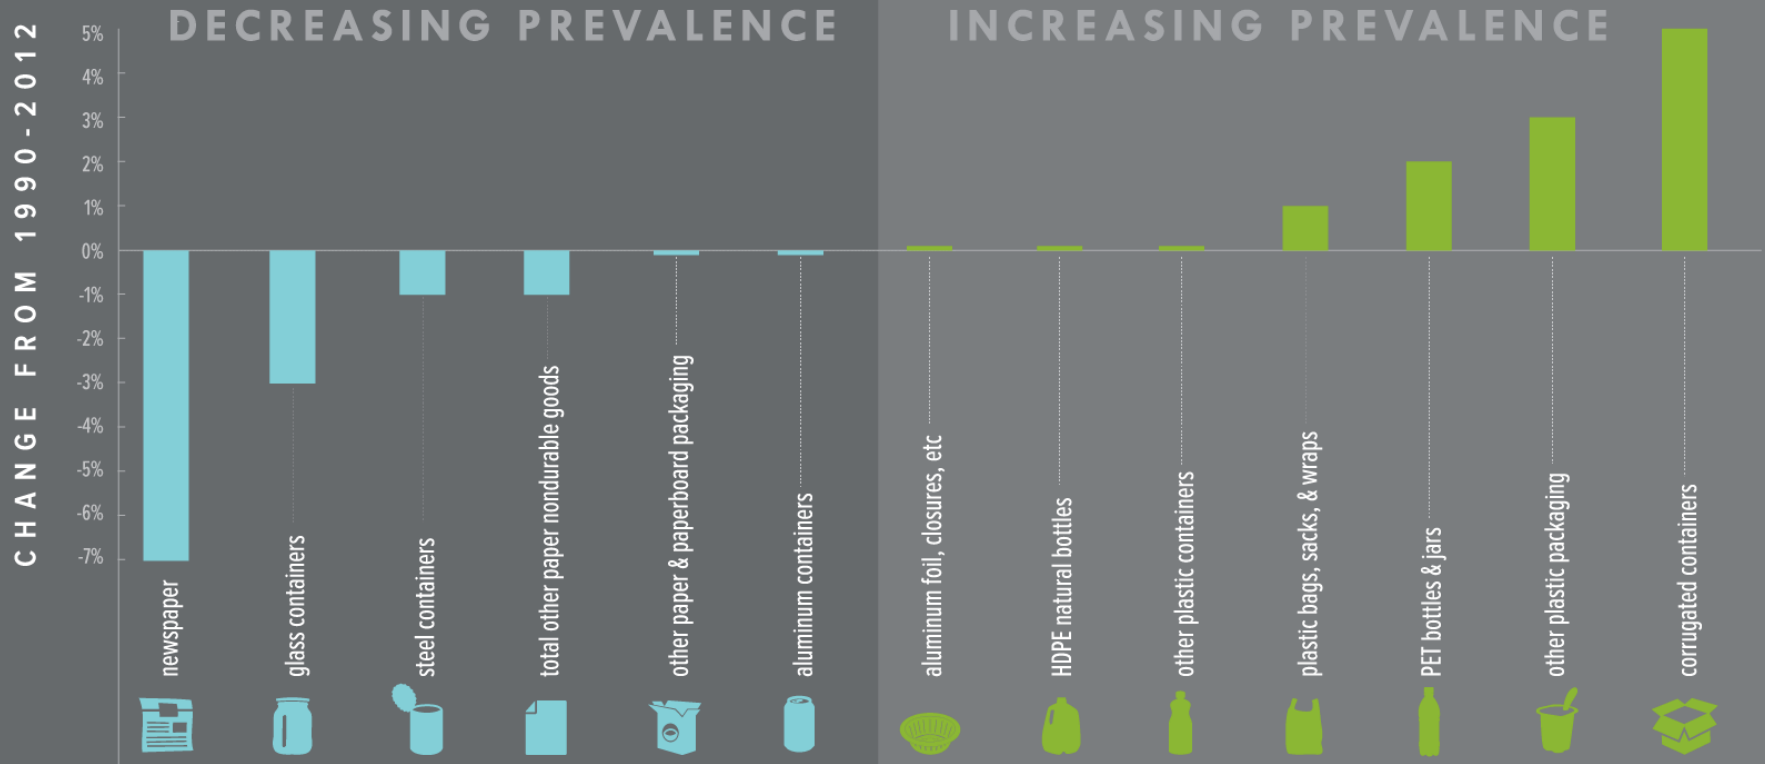 DECREASING PREVALENCE
INCREASING PREVALENCE
CHANGE FROM 1990-2012
5%
4%
3%
2%
1%
0%
-1%
-2%
-3%
-4%
-5%
-6%
-7%
newspaper
glass containers
steel containers
total other paper nondurable goods
other paper & paperboard packaging
aluminum containers
aluminum foil, closures, etc
HDPE natural bottles
other plastic containers
plastic bags, sacks, & wraps
PET bottles & jars
other plastic packaging
corrugated containers